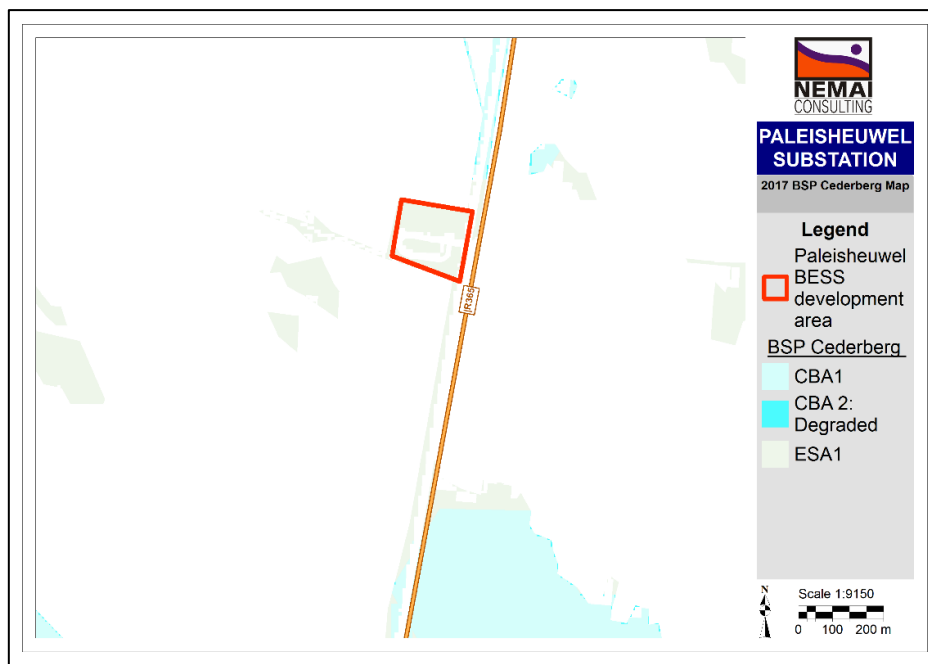 NEMAI
CONSULTING
PALEISHEUWEL
SUBSTATION
2017 BSP Cederberg Map
Legend
Paleisheuwel
BESS
development
area
BSP Cederberg
CBA1
CBA 2:
Degraded
ESA1
R365
N
Scale 1:9150
0 100 200 m